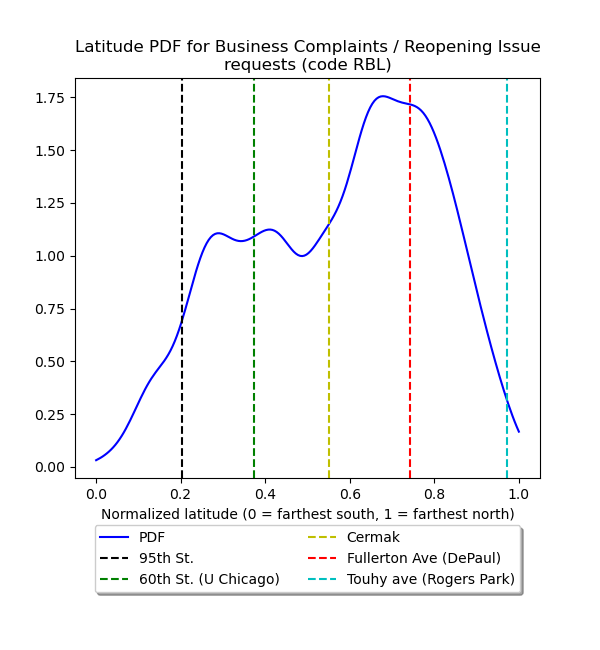 Latitude PDF for Business Complaints / Reopening Issue
requests (code RBL)
1.75
1.50
1.25
1.00
0.75
0.50
0.25
0.00
0.0 0.2 0.4 0.6 0.8 1.0
Normalized latitude (0 = farthest south, 1 = farthest north)
PDF
95th St.
60th St. (U Chicago)
Cermak
Fullerton Ave (DePaul)
Touhy ave (Rogers Park)